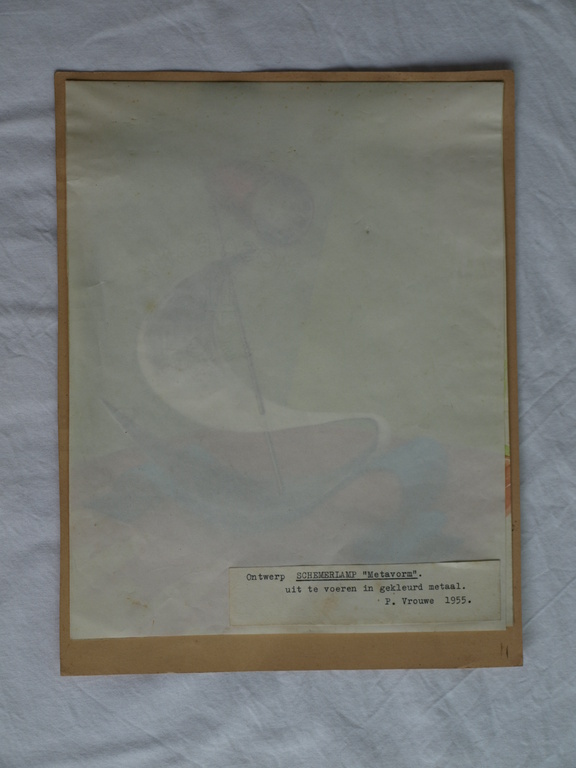 Ontwerp SCHEMERLAMP "Metavorm".
uit te voeren in gekleurd metaal.
P. Vrouwe 1955.